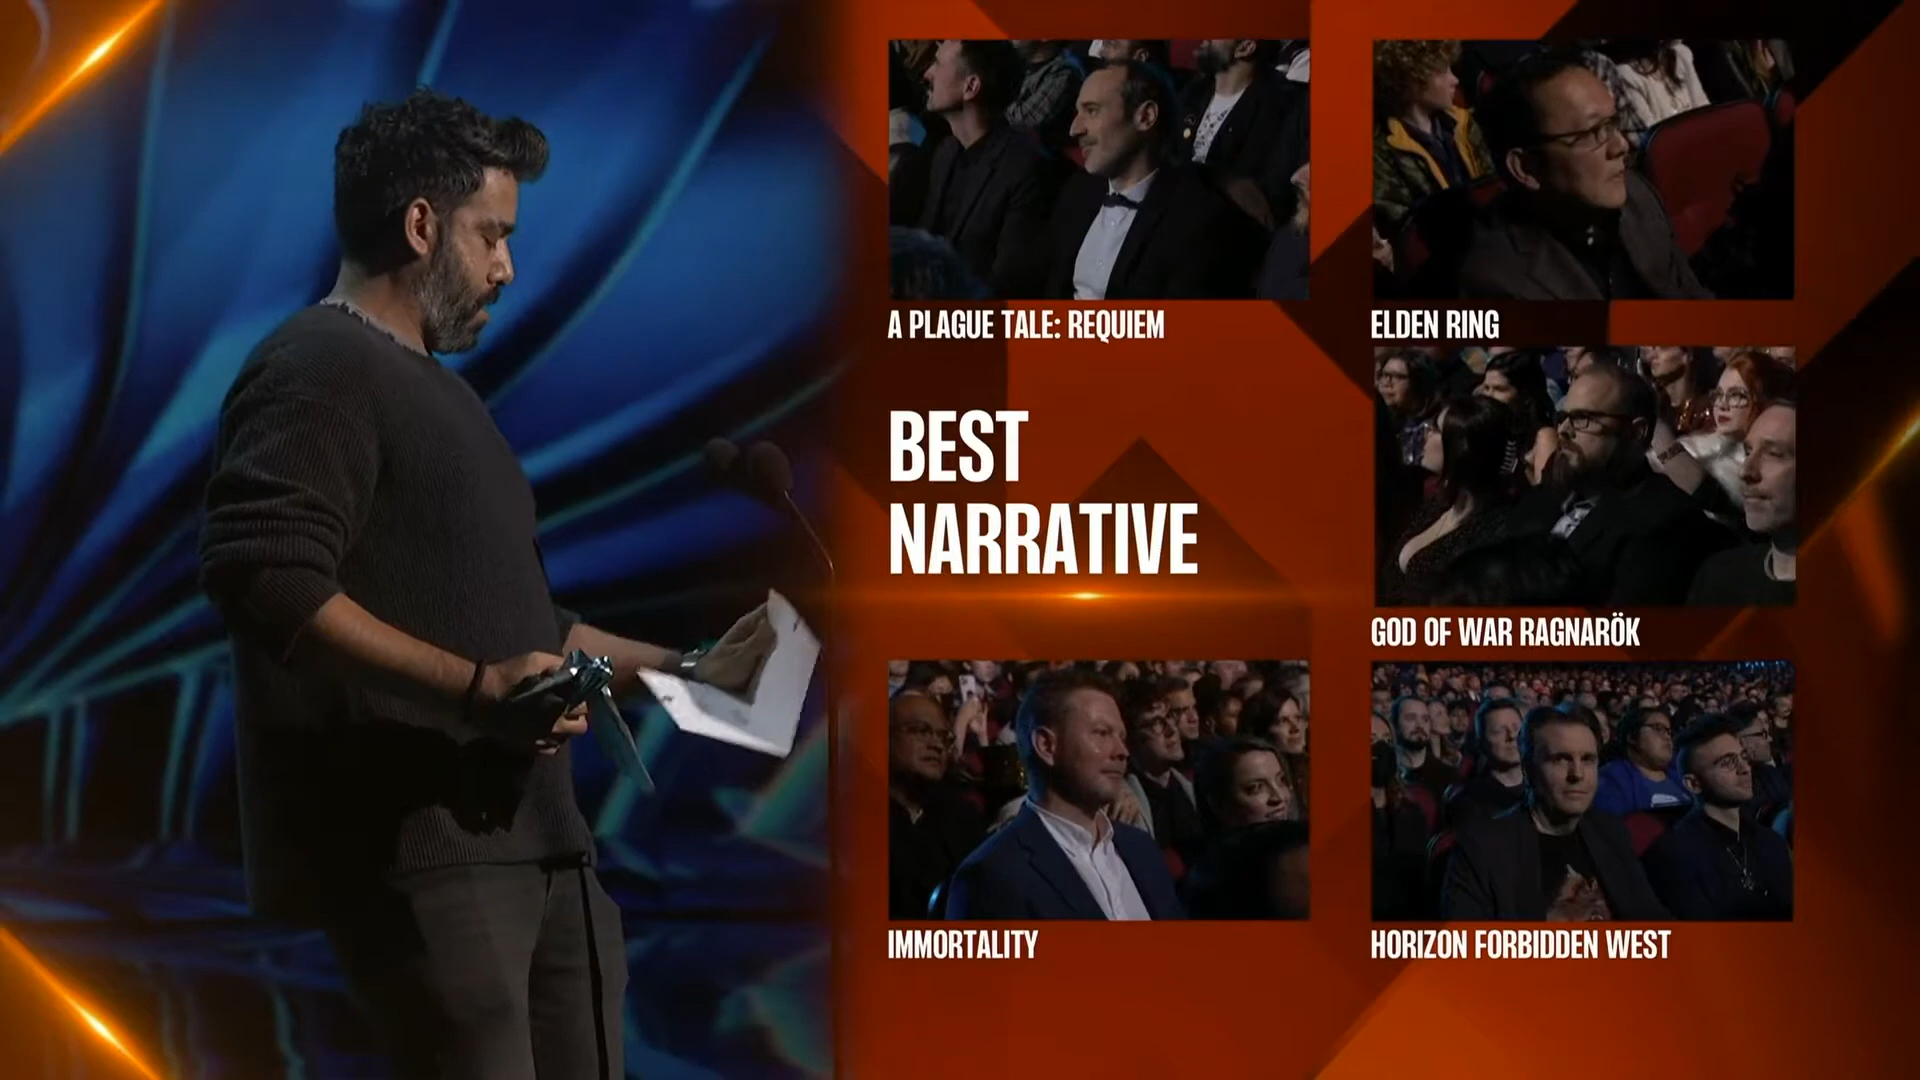 A PLAGUE TALE: REQUIEM
ELDEN RING
BEST
NARRATIVE
GOD OF WAR RAGNARÖK
IMMORTALITY
HORIZON FORBIDDEN WEST